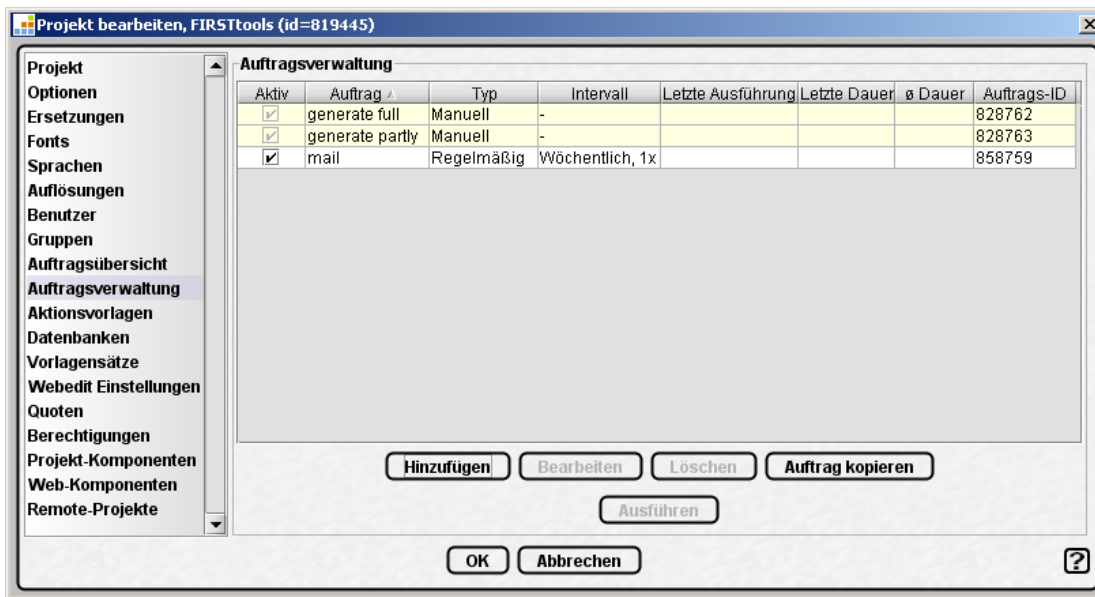 Projekt bearbeiten, FIRSTtools (id=819445)
Projekt
Optionen
Ersetzungen
Fonts
Sprachen
Auflösungen
Benutzer
Gruppen
Auftragsübersicht
Auftragsverwaltung
Aktionsvorlagen
Datenbanken
Vorlagensätze
Webedit Einstellungen
Quoten
Berechtigungen
Projekt-Komponenten
Web-Komponenten
Remote-Projekte
Auftragsverwaltung
Aktiv Auftrag Typ Intervall Letzte Ausführung Letzte Dauer ø Dauer Auftrags-ID
generate full Manuell - 828762
generate partly Manuell - 828763
mail Regelmäßig Wöchentlich, 1x 858759
Hinzufügen Bearbeiten Löschen Auftrag kopieren
Ausführen
OK Abbrechen ?